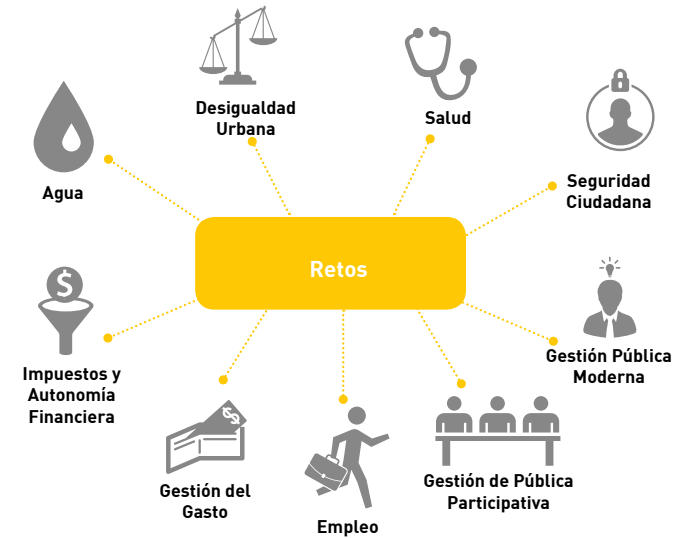 Desigualdad
Urbana
Salud
Agua
Seguridad
Ciudadana
Retos
Gestión Pública
Moderna
Impuestos y
Autonomía
Financiera
$
$
Gestión del
Gasto
Empleo
Gestión de Pública
Participativa